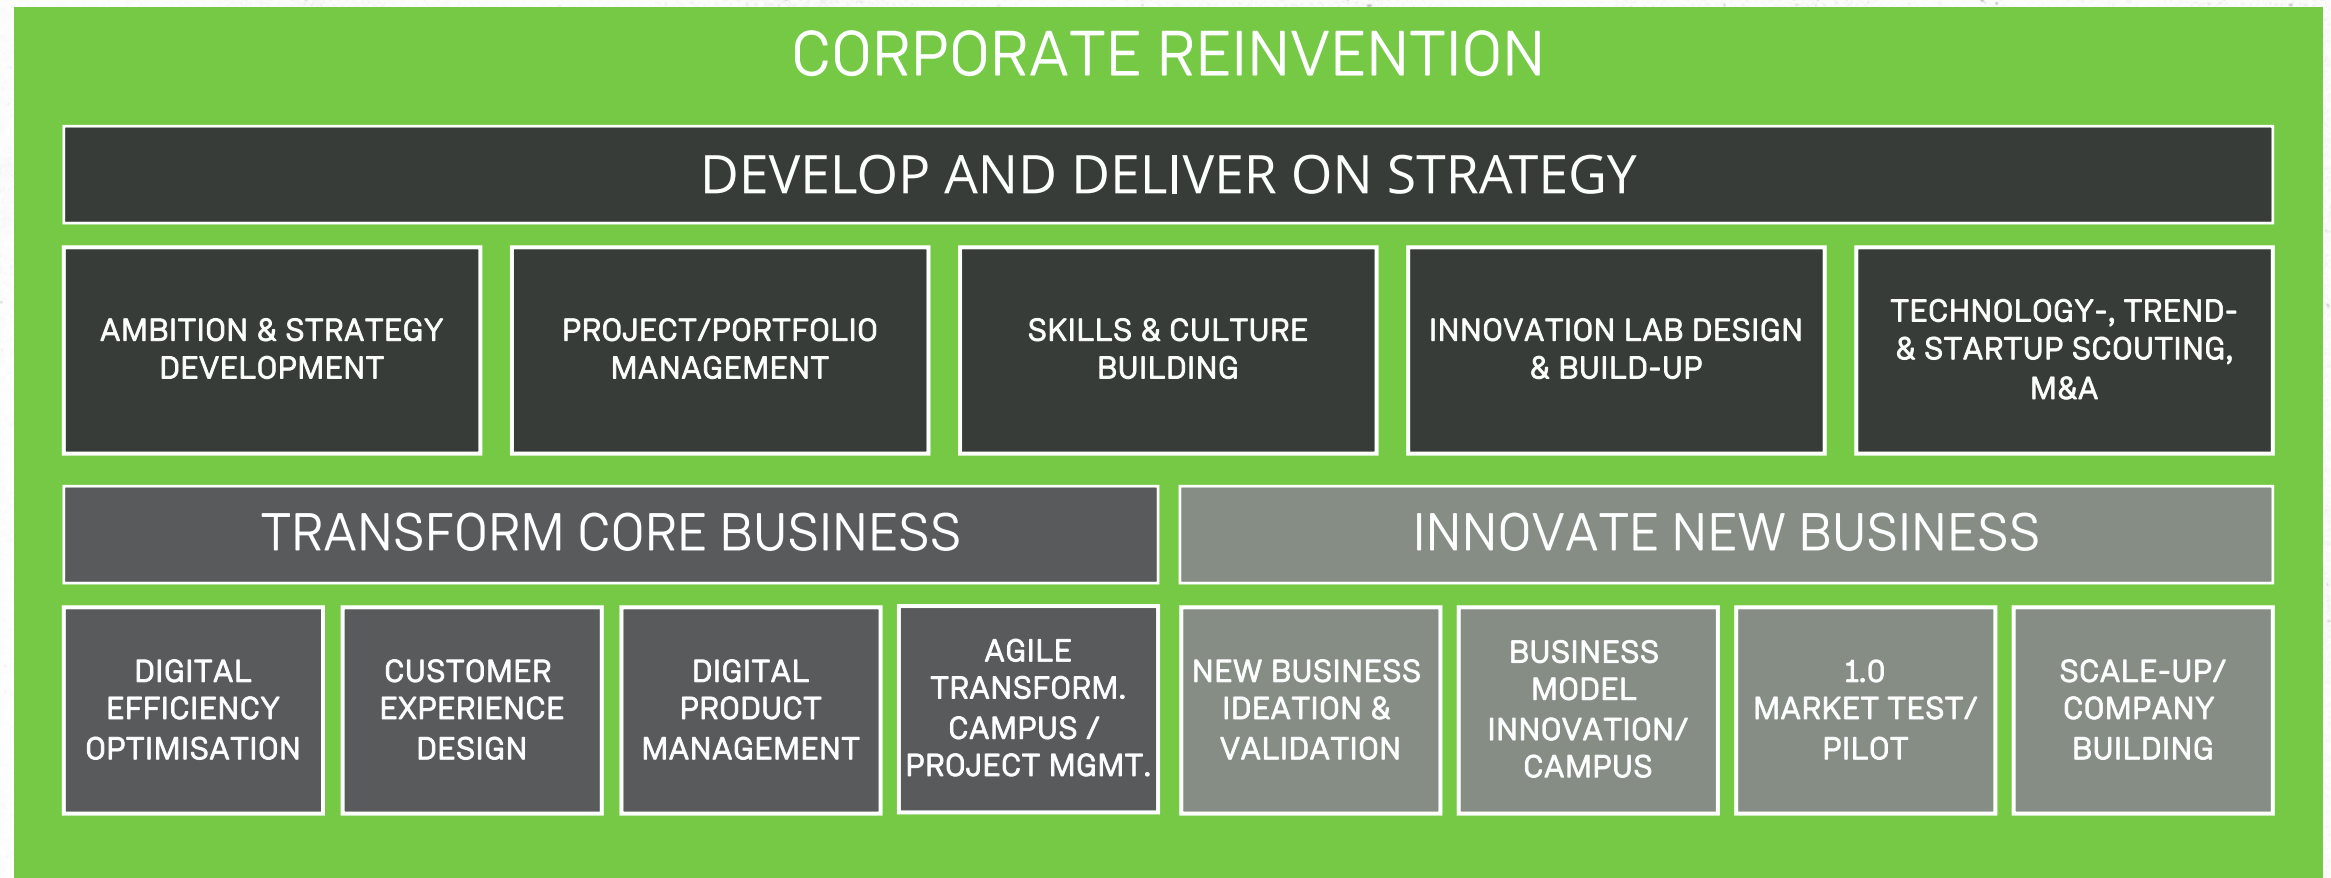 CORPORATE REINVENTION
DEVELOP AND DELIVER ON STRATEGY
AMBITION & STRATEGY
DEVELOPMENT
PROJECT/PORTFOLIO
MANAGEMENT
SKILLS & CULTURE
BUILDING
INNOVATION LAB DESIGN
& BUILD-UP
TECHNOLOGY-, TREND-
& STARTUP SCOUTING,
M&A
TRANSFORM CORE BUSINESS
INNOVATE NEW BUSINESS
DIGITAL
EFFICIENCY
OPTIMISATION
CUSTOMER
EXPERIENCE
DESIGN
DIGITAL
PRODUCT
MANAGEMENT
AGILE
TRANSFORM.
CAMPUS /
PROJECT MGMT.
NEW BUSINESS
IDEATION &
VALIDATION
BUSINESS
MODEL
INNOVATION/
CAMPUS
1.0
MARKET TEST/
PILOT
SCALE-UP/
COMPANY
BUILDING